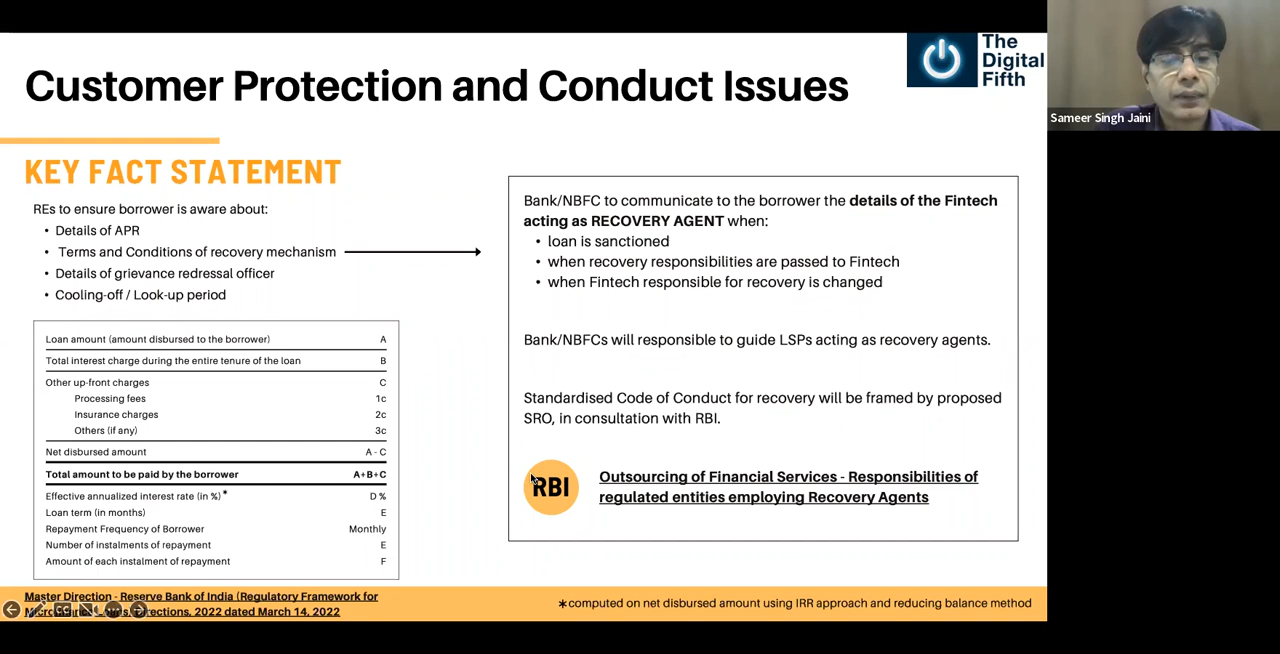 Customer Protection and Conduct Issues
The
Digital
Fifth
Sameer Singh Jaini
KEY FACT STATEMENT
REs to ensure borrower is aware about:
• Details of APR
• Terms and Conditions of recovery mechanism
• Details of grievance redressal officer
• Cooling-off / Look-up period
Loan amount (amount disbursed to the borrower) A
Total interest charge during the entire tenure of the loan B
Other up-front charges C
Processing fees 1c
Insurance charges 2c
Others (if any) 3c
Net disbursed amount A - C
Total amount to be paid by the borrower A+B+C
Effective annualized interest rate (in %)* D %
Loan term (in months) E
Repayment Frequency of Borrower Monthly
Number of instalments of repayment E
Amount of each instalment of repayment F
Bank/NBFC to communicate to the borrower the details of the Fintech
acting as RECOVERY AGENT when:
• loan is sanctioned
• when recovery responsibilities are passed to Fintech
• when Fintech responsible for recovery is changed
Bank/NBFCs will responsible to guide LSPs acting as recovery agents.
Standardised Code of Conduct for recovery will be framed by proposed
SRO, in consultation with RBI.
RBI
Outsourcing of Financial Services - Responsibilities of
regulated entities employing Recovery Agents
Master Direction - Reserve Bank of India (Regulatory Framework for
Directions, 2022 dated March 14, 2022
*computed on net disbursed amount using IRR approach and reducing balance method